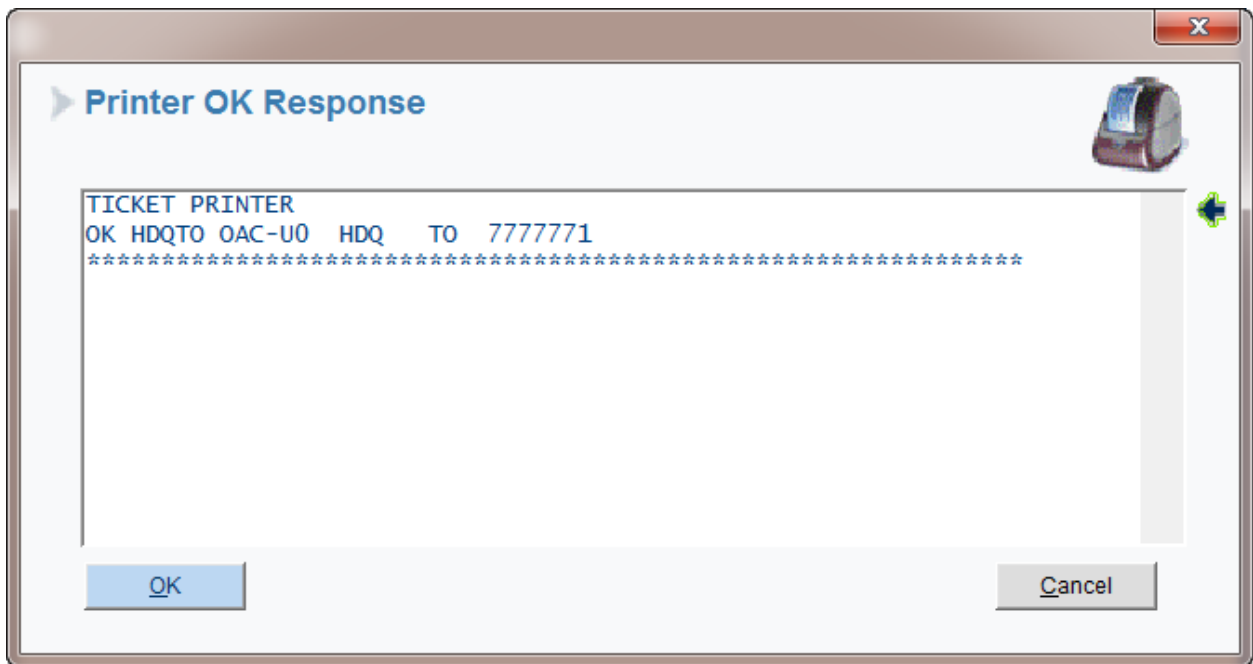 Printer OK Response
TICKET PRINTER
OK HDQTO OAC-U0  HDQ   TO  7777771
***************************************************************
OK
Cancel